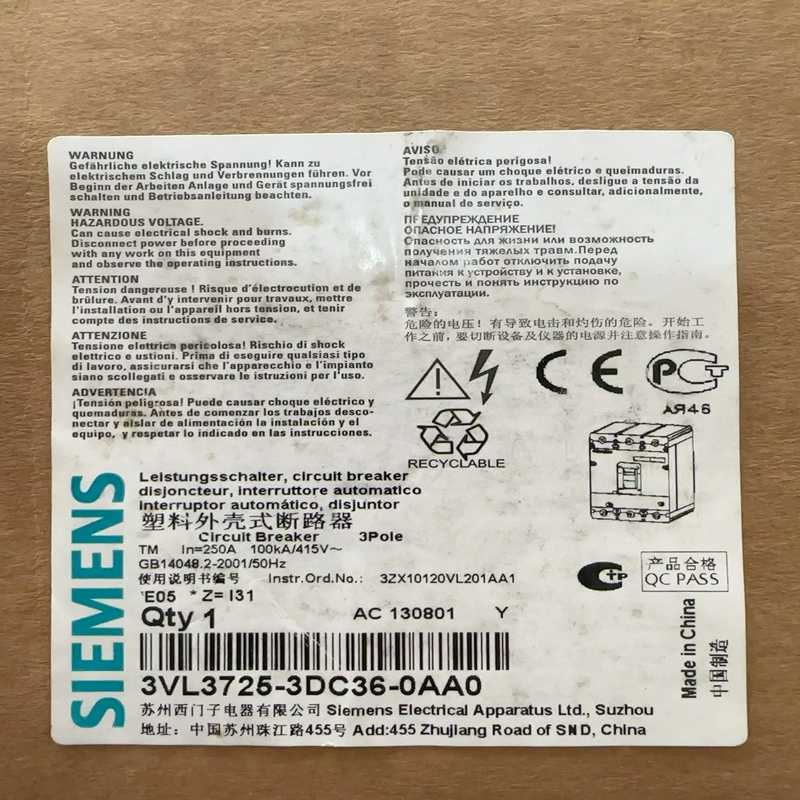 WARNUNG
Gefährliche elektrische Spannung! Kann zu
elektrischem Schlag und Verbrennungen führen. Vor
Beginn der Arbeiten Anlage und Gerät spannungsfrei
schalten und Betriebsanleitung beachten.
WARNING
HAZARDOUS VOLTAGE.
Can cause electrical shock and burns.
Disconnect power before proceeding
with any work on this equipment
and observe the operating instructions.
ATTENTION
Tension dangereuse ! Risque d'électrocution et de
brûlure. Avant d'y intervenir pour travaux, mettre
l'installation ou l'appareil hors tension, et tenir
compte des instructions de service.
ATTENZIONE
Tensione elettrica pericolosa! Rischio di shock
elettrico e ustioni. Prima di eseguire qualsiasi tipo
di lavoro, assicurarsi che l'apparecchio e l'impianto
siano scollegati e osservare le istruzioni per l'uso.
ADVERTENCIA
¡Tensión peligrosa! Puede causar choque eléctrico y
quemaduras. Antes de comenzar los trabajos desco-
nectar y aislar de alimentación la instalación y el
equipo, y respetar lo indicado en las instrucciones.
AVISO
Tensão elétrica perigosa!
Pode causar um choque elétrico e queimaduras.
Antes de iniciar os trabalhos, desligue a tensão da
unidade e do aparelho e consultar, adicionalmente,
o manual de serviço.
ПРЕДУПРЕЖДЕНИЕ
ОПАСНОЕ НАПРЯЖЕНИЕ!
Опасность для жизни или возможность
получения тяжелых травм.Перед
началом работ отключить подачу
питания к устройству и к установке,
прочесть и понять инструкцию по
эксплуатации.
警告:
危险的电压! 有导致电击和灼伤的危险。开始工
作之前,要切断设备及仪器的电源并注意操作指南。
CE
РСТ
АЯ46
RECYCLABLE
SIEMENS
Leistungsschalter, circuit breaker
disjoncteur, interruttore automatico
interruptor automático, disjuntor
塑料外壳式断路器
Circuit Breaker 3Pole
TM In=250A 100kA/415V~
GB14048.2-2001/50Hz
使用说明书编号 Instr.Ord.No.: 3ZX10120VL201AA1
'E05 * Z= I31
Qty 1 AC 130801 Y
3VL3725-3DC36-0AA0
苏州西门子电器有限公司 Siemens Electrical Apparatus Ltd., Suzhou
地址: 中国苏州珠江路455号 Add:455 Zhujiang Road of SND, China
产品合格
QC PASS
Made in China
中国制造